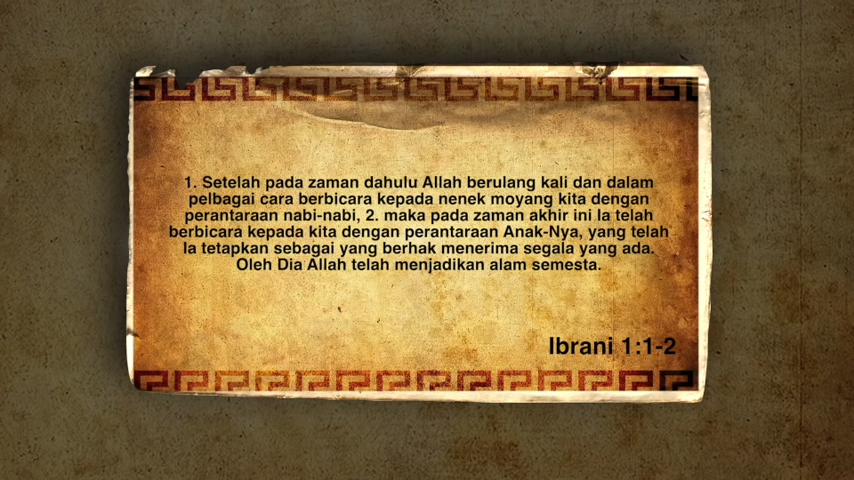 1. Setelah pada zaman dahulu Allah berulang kali dan dalam
pelbagai cara berbicara kepada nenek moyang kita dengan
perantaraan nabi-nabi, 2. maka pada zaman akhir ini Ia telah
berbicara kepada kita dengan perantaraan Anak-Nya, yang telah
Ia tetapkan sebagai yang berhak menerima segala yang ada.
Oleh Dia Allah telah menjadikan alam semesta.
Ibrani 1:1-2